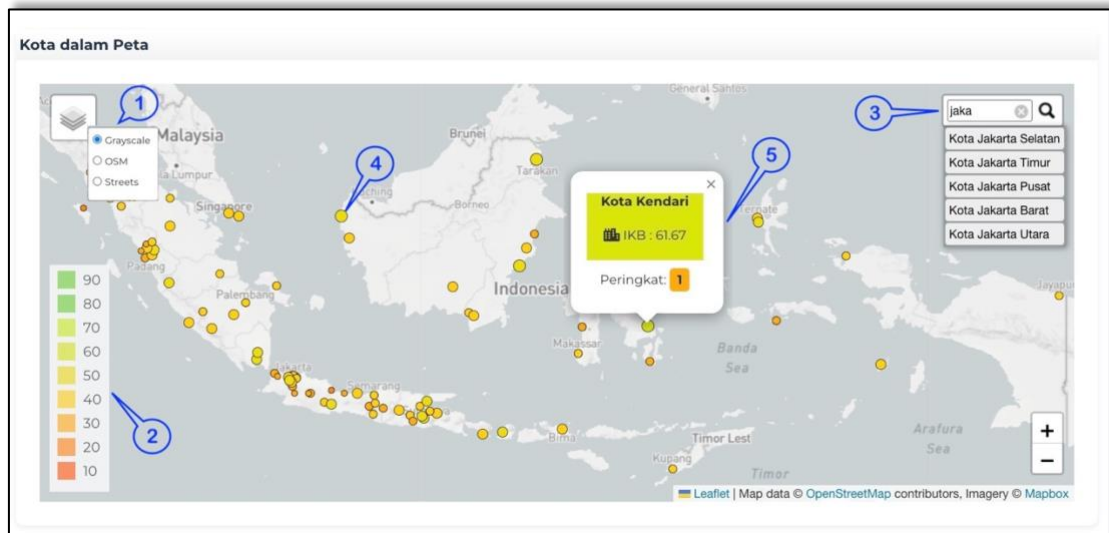 Kota dalam Peta
General Santos
1
3
jaka
Grayscale
Malaysia
Brunei
Kota Jakarta Selatan
OSM
4
5
Kota Jakarta Timur
Lumpur
Tarakan
Streets
Kota Jakarta Pusat
Kota Kendari
Singapore
Borneo
Kota Jakarta Barat
IKB : 61.67
Kota Jakarta Utara
Padang
90
Peringkat: 1
Palembang
Indonesia
80
70
Makassar
60
Banda
Sea
50
Jakarta
Semarang
40
30
2
Bima
Timor Lest
Arafura
Sea
+
20
Kupang
−
10
Timor
Leaflet | Map data © OpenStreetMap contributors, Imagery © Mapbox